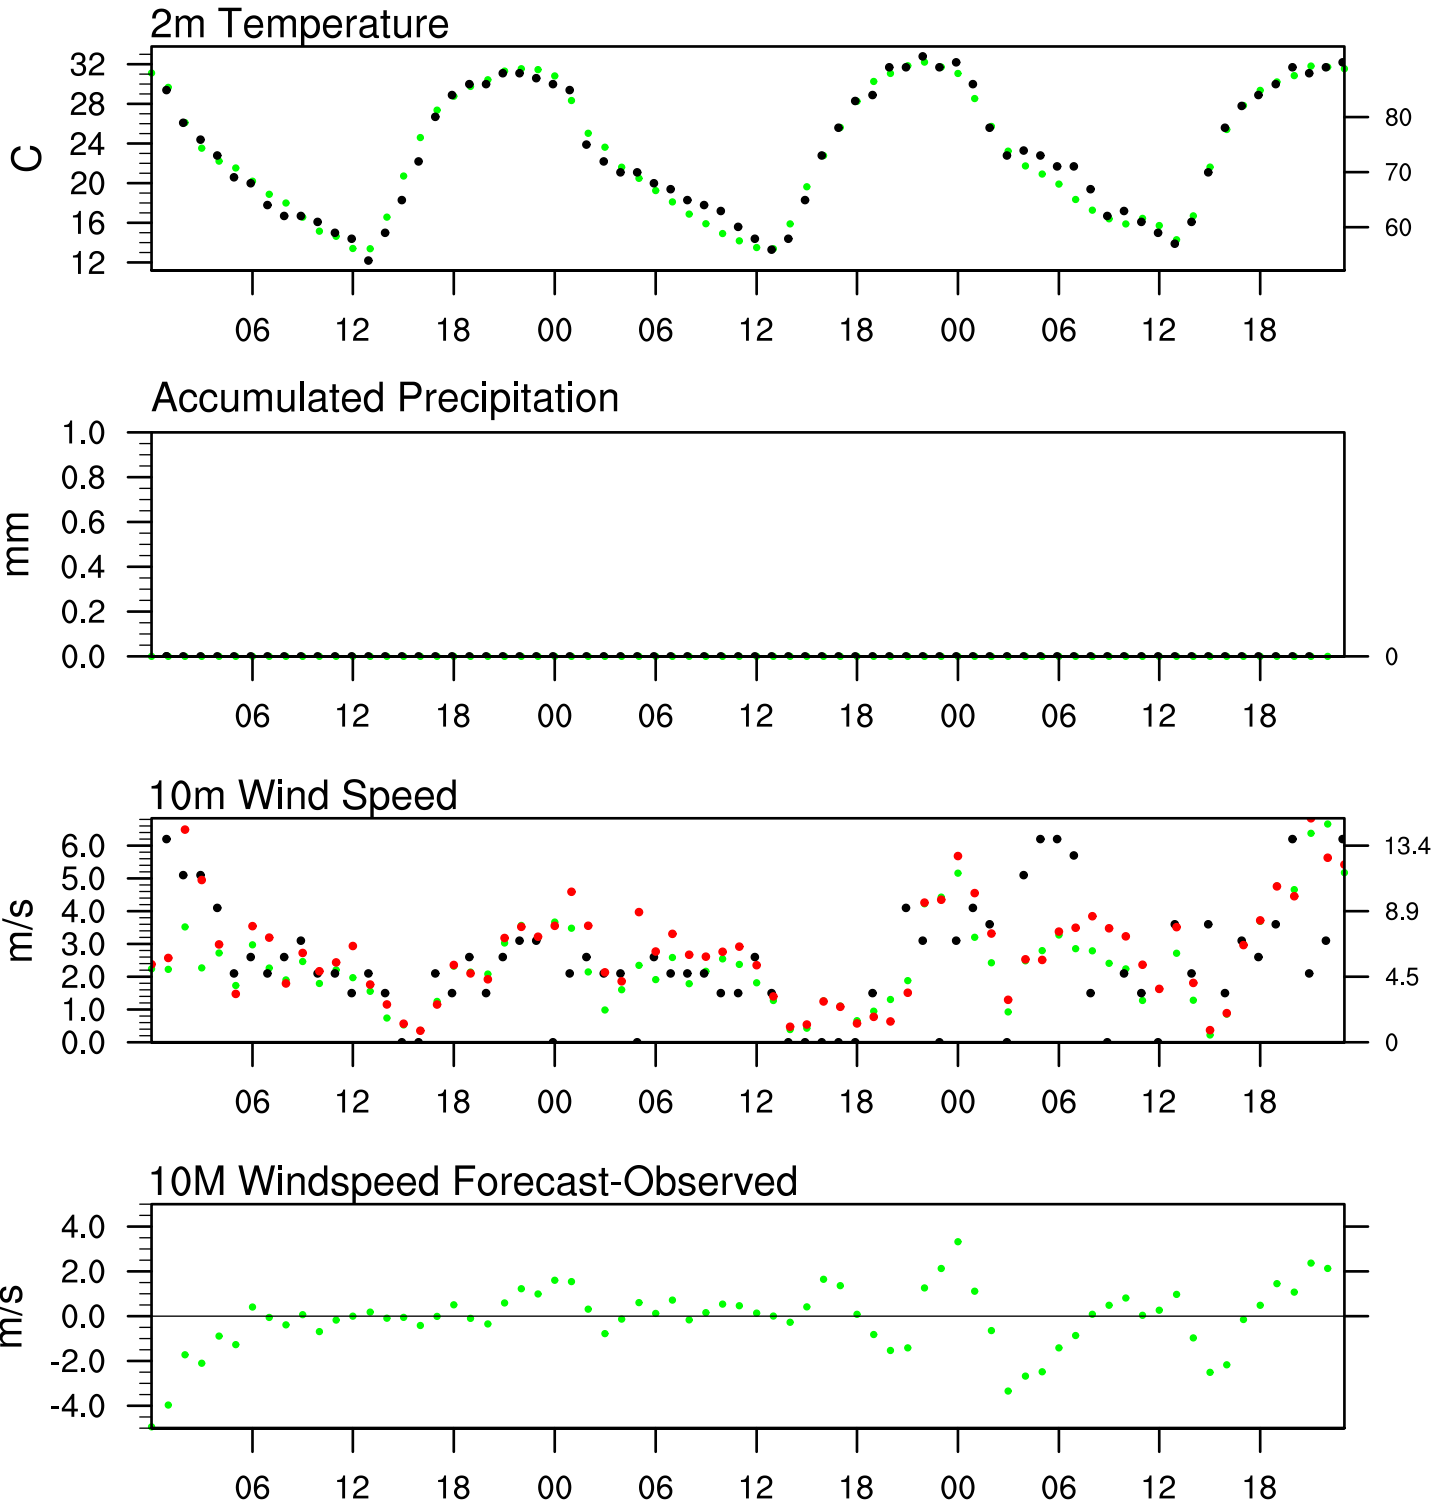 2m Temperature
32
28
24
20
16
12
C
80
70
60
06 12 18 00 06 12 18 00 06 12 18
Accumulated Precipitation
1.0
0.8
0.6
0.4
0.2
0.0
mm
0
06 12 18 00 06 12 18 00 06 12 18
10m Wind Speed
6.0
5.0
4.0
3.0
2.0
1.0
0.0
m/s
13.4
8.9
4.5
0
06 12 18 00 06 12 18 00 06 12 18
10M Windspeed Forecast-Observed
4.0
2.0
0.0
-2.0
-4.0
m/s
06 12 18 00 06 12 18 00 06 12 18